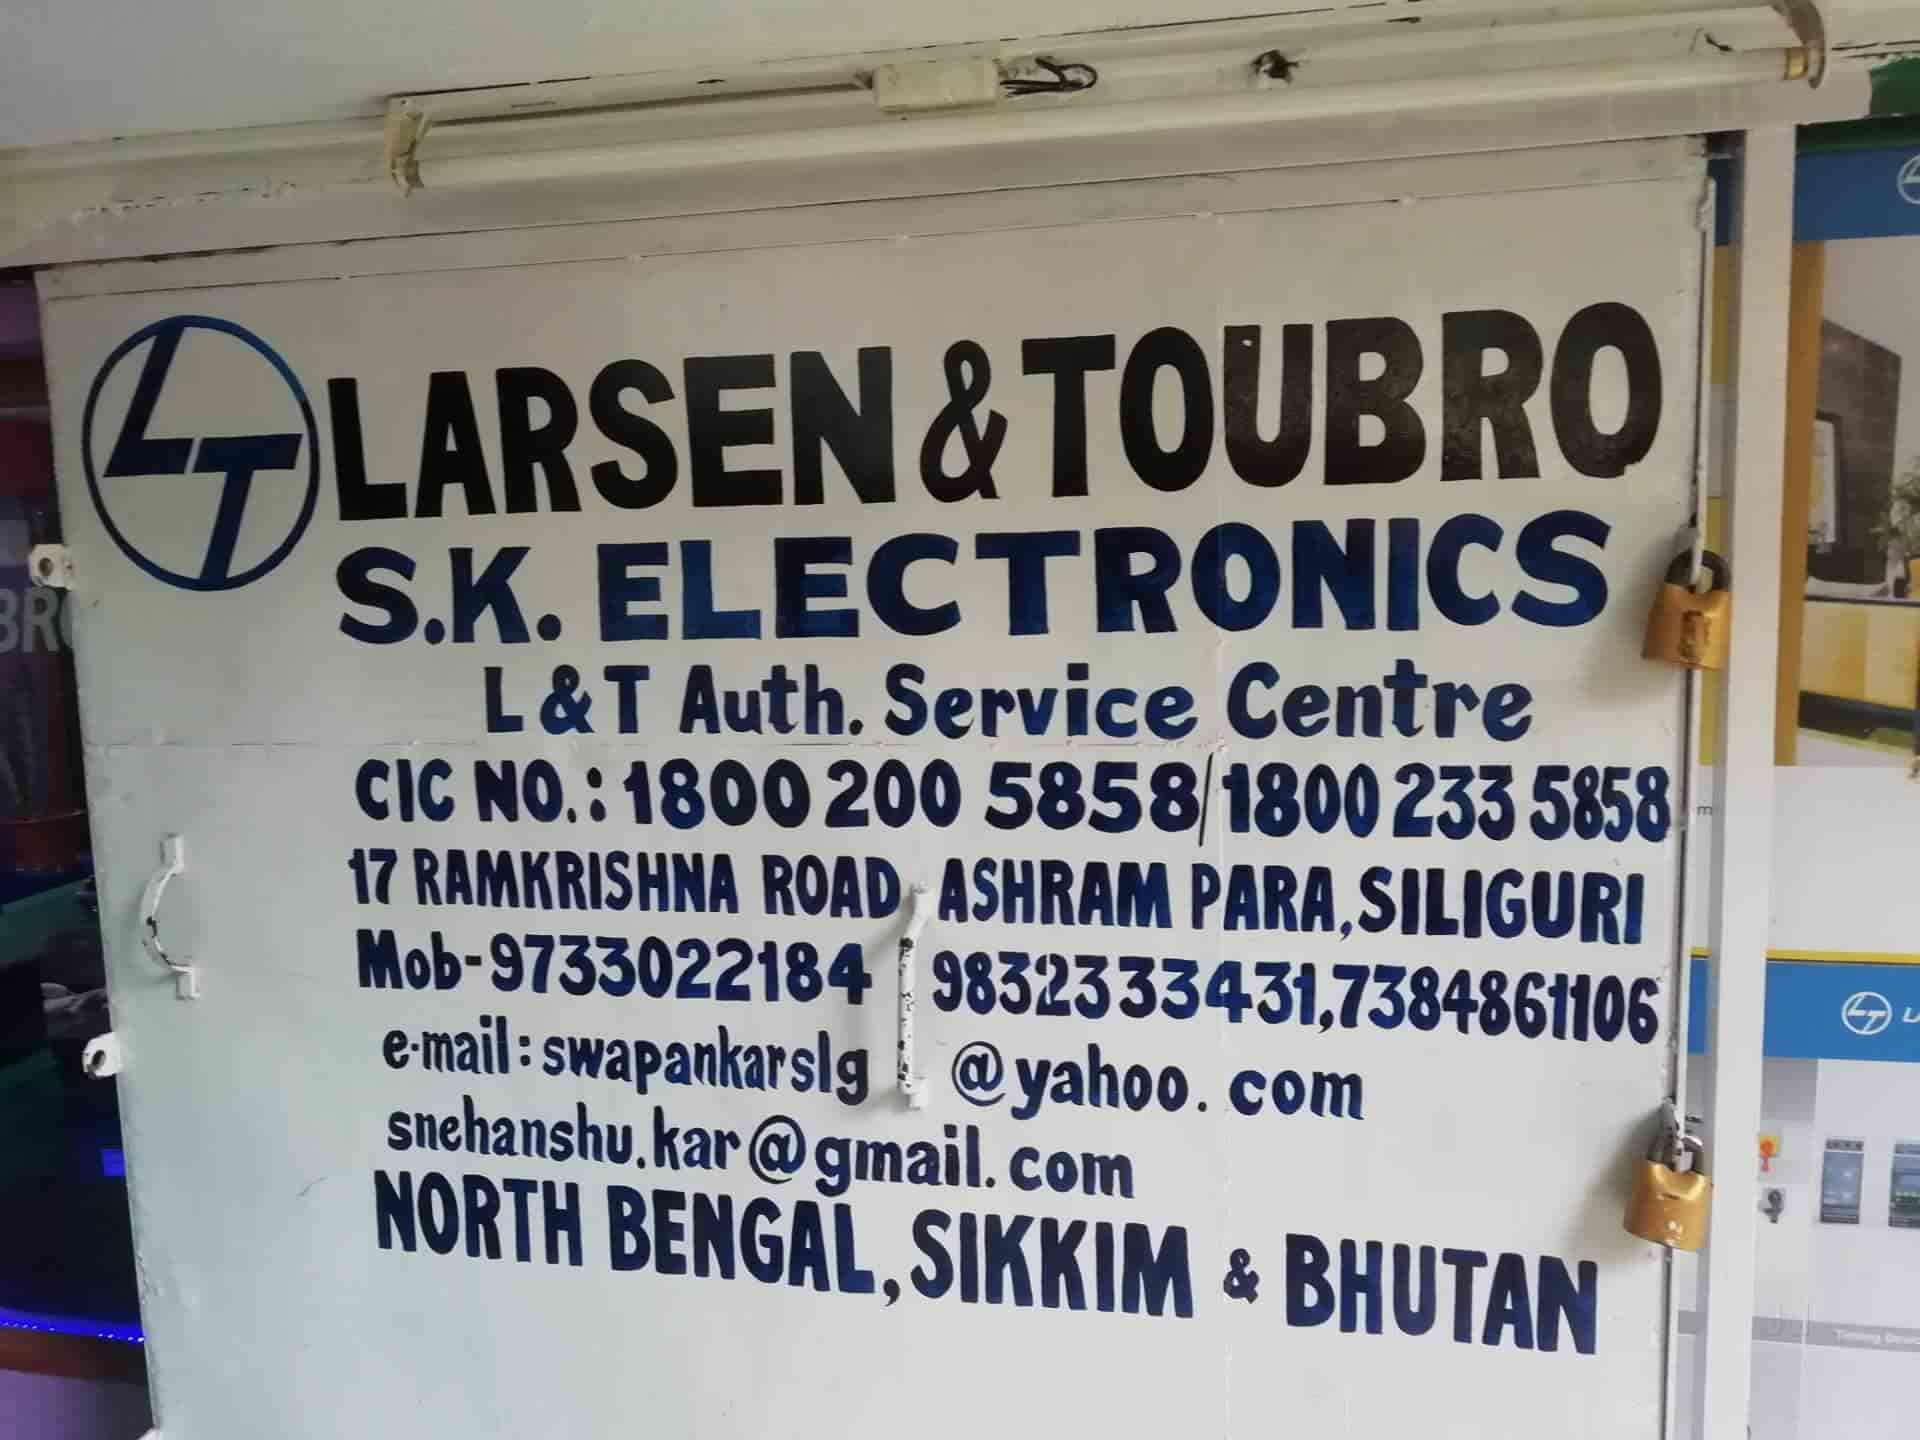 LT LARSEN & TOUBRO
S.K. ELECTRONICS
L & T Auth. Service Centre
CIC NO.: 1800 200 5858/1800 233 5858
17 RAMKRISHNA ROAD, ASHRAM PARA, SILIGURI
Mob-9733022184 9832333431,7384861106
e-mail: swapankarslg @yahoo.com
snehanshu.kar@gmail.com
NORTH BENGAL, SIKKIM & BHUTAN
LT